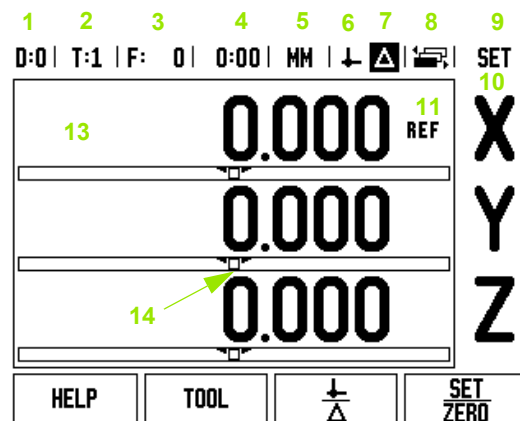 1 2 3 4 5 6 7 8 9
D:0 | T:1 | F: 0 | 0:00 | MM | Δ | | SET
10
13 0.000 11 REF X
0.000 Y
14 0.000 Z
HELP TOOL Δ SET
ZERO